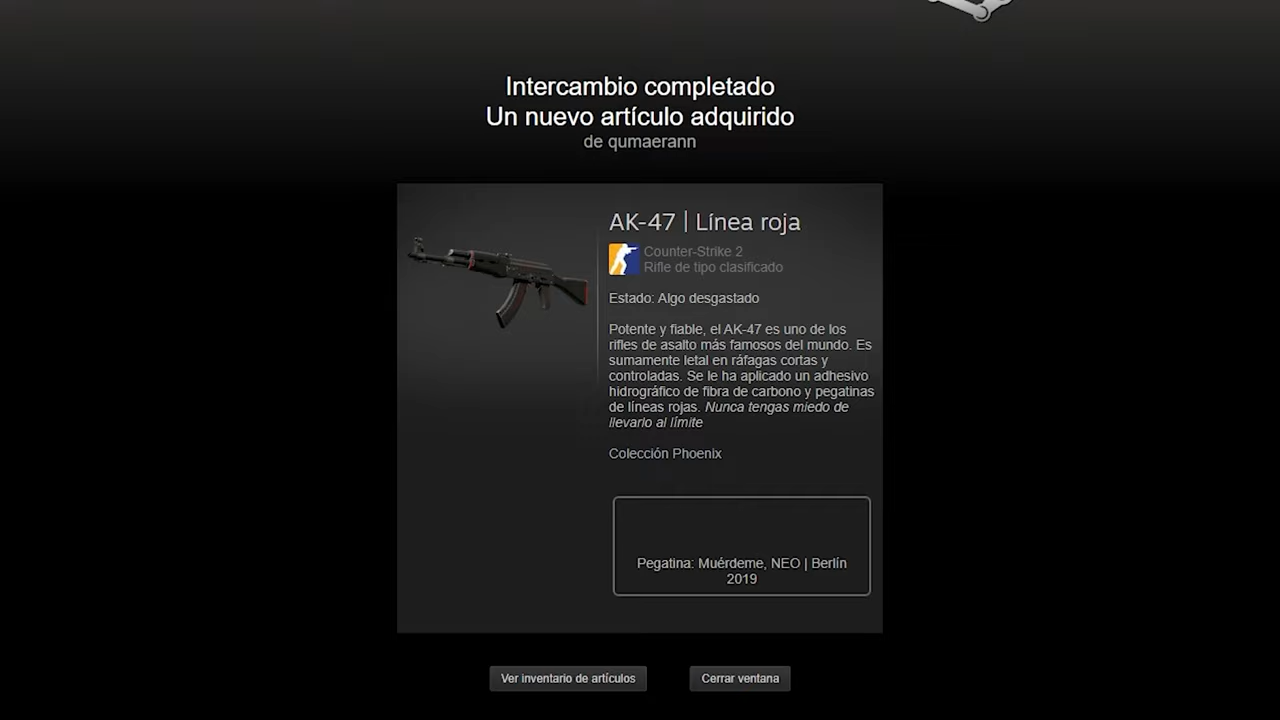 Intercambio completado
Un nuevo artículo adquirido
de qumaerann
AK-47 | Línea roja
Counter-Strike 2
Rifle de tipo clasificado
Estado: Algo desgastado
Potente y fiable, el AK-47 es uno de los
rifles de asalto más famosos del mundo. Es
sumamente letal en ráfagas cortas y
controladas. Se le ha aplicado un adhesivo
hidrográfico de fibra de carbono y pegatinas
de líneas rojas. Nunca tengas miedo de
llevarlo al límite
Colección Phoenix
Pegatina: Muérdeme, NEO | Berlín
2019
Ver inventario de artículos
Cerrar ventana